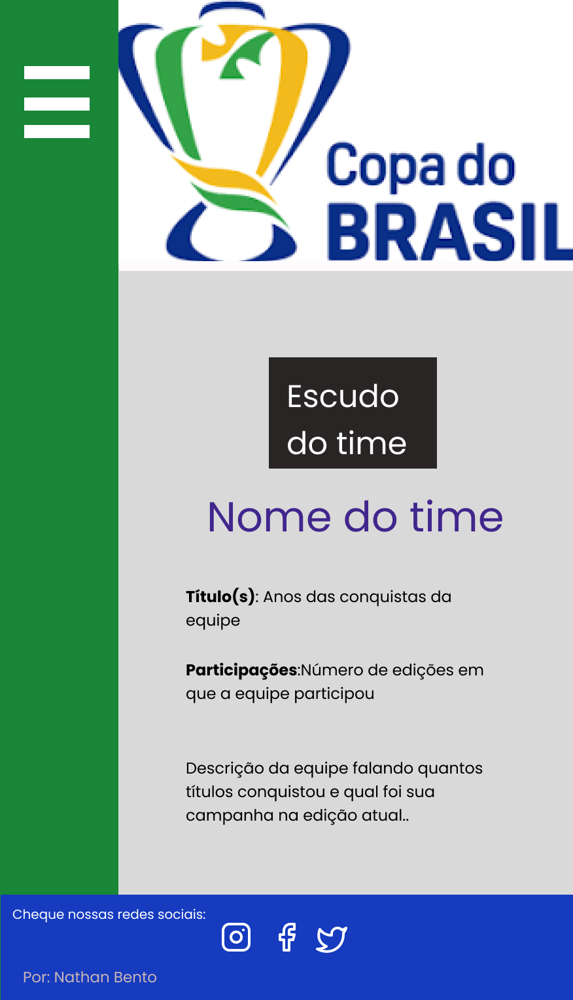 Copa do
BRASIL
Escudo
do time
Nome do time
Título(s): Anos das conquistas da
equipe
Participações:Número de edições em
que a equipe participou
Descrição da equipe falando quantos
títulos conquistou e qual foi sua
campanha na edição atual..
Cheque nossas redes sociais:
Por: Nathan Bento